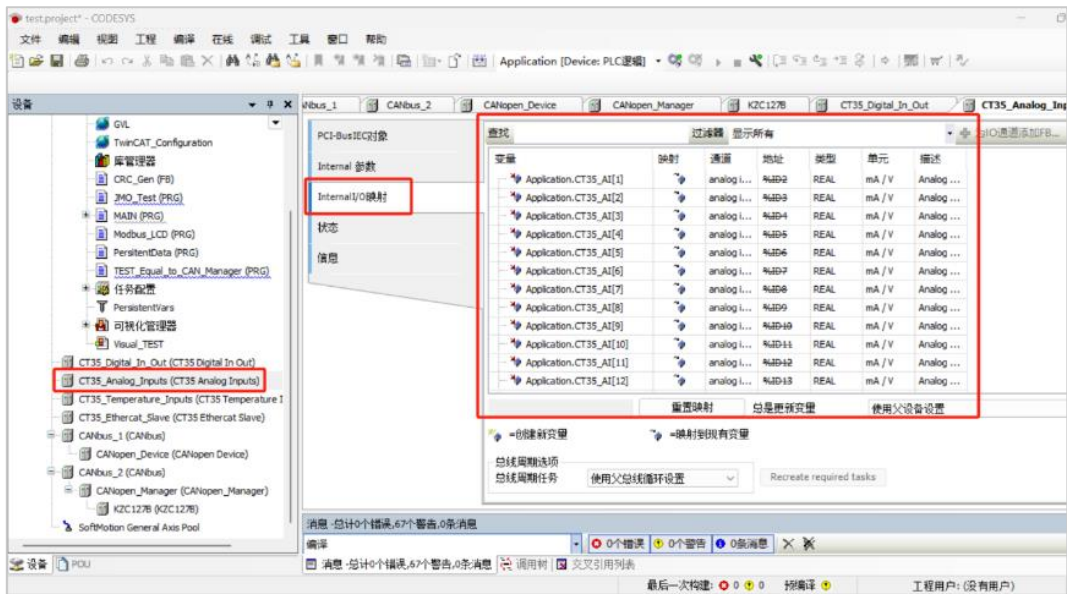 test.project* - CODESYS
文件 编辑 视图 工程 编译 在线 调试 工具 窗口 帮助
Application [Device: PLC逻辑]
设备
GVL
TwinCAT_Configuration
库管理器
CRC_Gen (FB)
JMO_Test (PRG)
MAIN (PRG)
Modbus_LCD (PRG)
PersitentData (PRG)
TEST_Equal_to_CAN_Manager (PRG)
任务配置
PersistentVars
可视化管理器
Visual_TEST
CT35_Digital_In_Out (CT35 Digital In Out)
CT35_Analog_Inputs (CT35 Analog Inputs)
CT35_Temperature_Inputs (CT35 Temperature I
CT35_Ethercat_Slave (CT35 Ethercat Slave)
CANbus_1 (CANbus)
CANopen_Device (CANopen Device)
CANbus_2 (CANbus)
CANopen_Manager (CANopen_Manager)
KZC127B (KZC127B)
SoftMotion General Axis Pool
设备 POU
Nbus_1 CANbus_2 CANopen_Device CANopen_Manager KZC127B CT35_Digital_In_Out CT35_Analog_Inp
PCI-BusIEC对象
Internal 参数
InternalI/O映射
状态
信息
查找 过滤器 显示所有 IO通道添加FB...
变量 映射 通道 地址 类型 单元 描述
Application.CT35_AI[1] analog i... %ID2 REAL mA / V Analog ...
Application.CT35_AI[2] analog i... %ID3 REAL mA / V Analog ...
Application.CT35_AI[3] analog i... %ID4 REAL mA / V Analog ...
Application.CT35_AI[4] analog i... %ID5 REAL mA / V Analog ...
Application.CT35_AI[5] analog i... %ID6 REAL mA / V Analog ...
Application.CT35_AI[6] analog i... %ID7 REAL mA / V Analog ...
Application.CT35_AI[7] analog i... %ID8 REAL mA / V Analog ...
Application.CT35_AI[8] analog i... %ID9 REAL mA / V Analog ...
Application.CT35_AI[9] analog i... %ID10 REAL mA / V Analog ...
Application.CT35_AI[10] analog i... %ID11 REAL mA / V Analog ...
Application.CT35_AI[11] analog i... %ID12 REAL mA / V Analog ...
Application.CT35_AI[12] analog i... %ID13 REAL mA / V Analog ...
重置映射 总是更新变量 使用父设备设置
=创建新变量 =映射到现有变量
总线周期选项
总线周期任务 使用父总线循环设置 Recreate required tasks
消息 -总计0个错误,67个警告,0条消息
编译 0个错误 0个警告 0条消息
消息 -总计0个错误,67个警告,0条消息 调用树 交叉引用列表
最后一次构建: 0 0 预编译 工程用户: (没有用户)